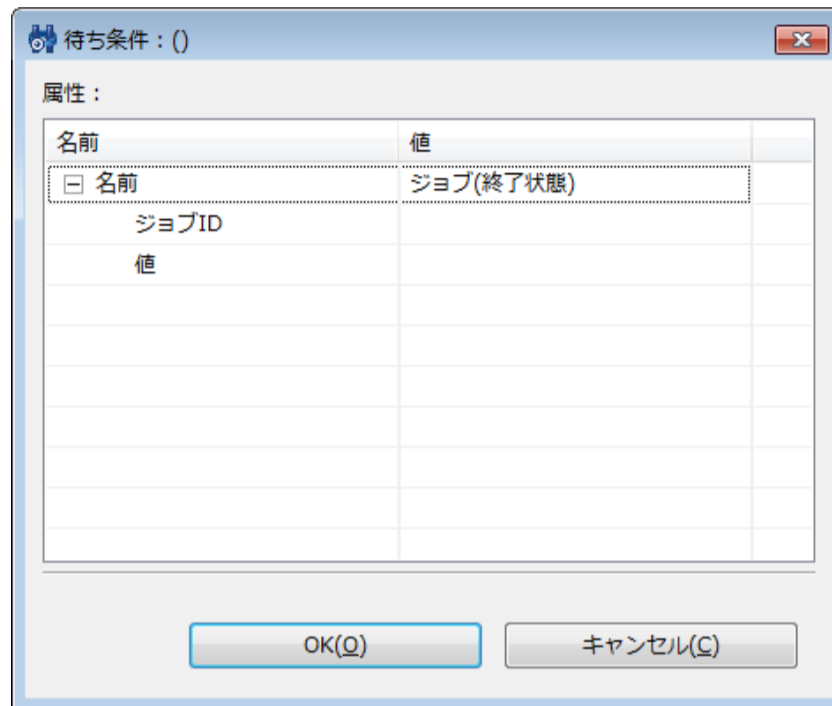 待ち条件：()
属性：
名前 値
名前 ジョブ(終了状態)
ジョブID
値
OK(O) キャンセル(C)